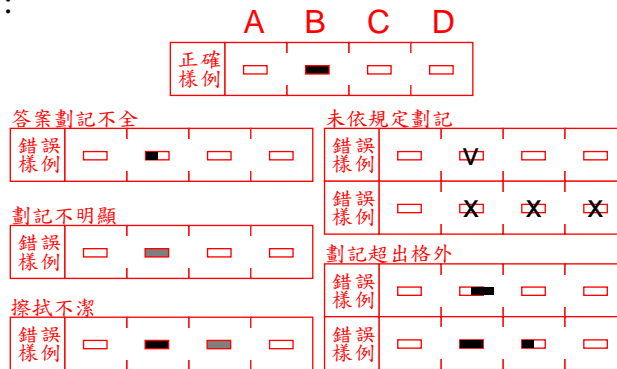 :
A B C D
正確
樣例
答案劃記不全
錯誤
樣例
劃記不明顯
錯誤
樣例
擦拭不潔
錯誤
樣例
未依規定劃記
錯誤
樣例
V
錯誤
樣例
X X X
劃記超出格外
錯誤
樣例
錯誤
樣例